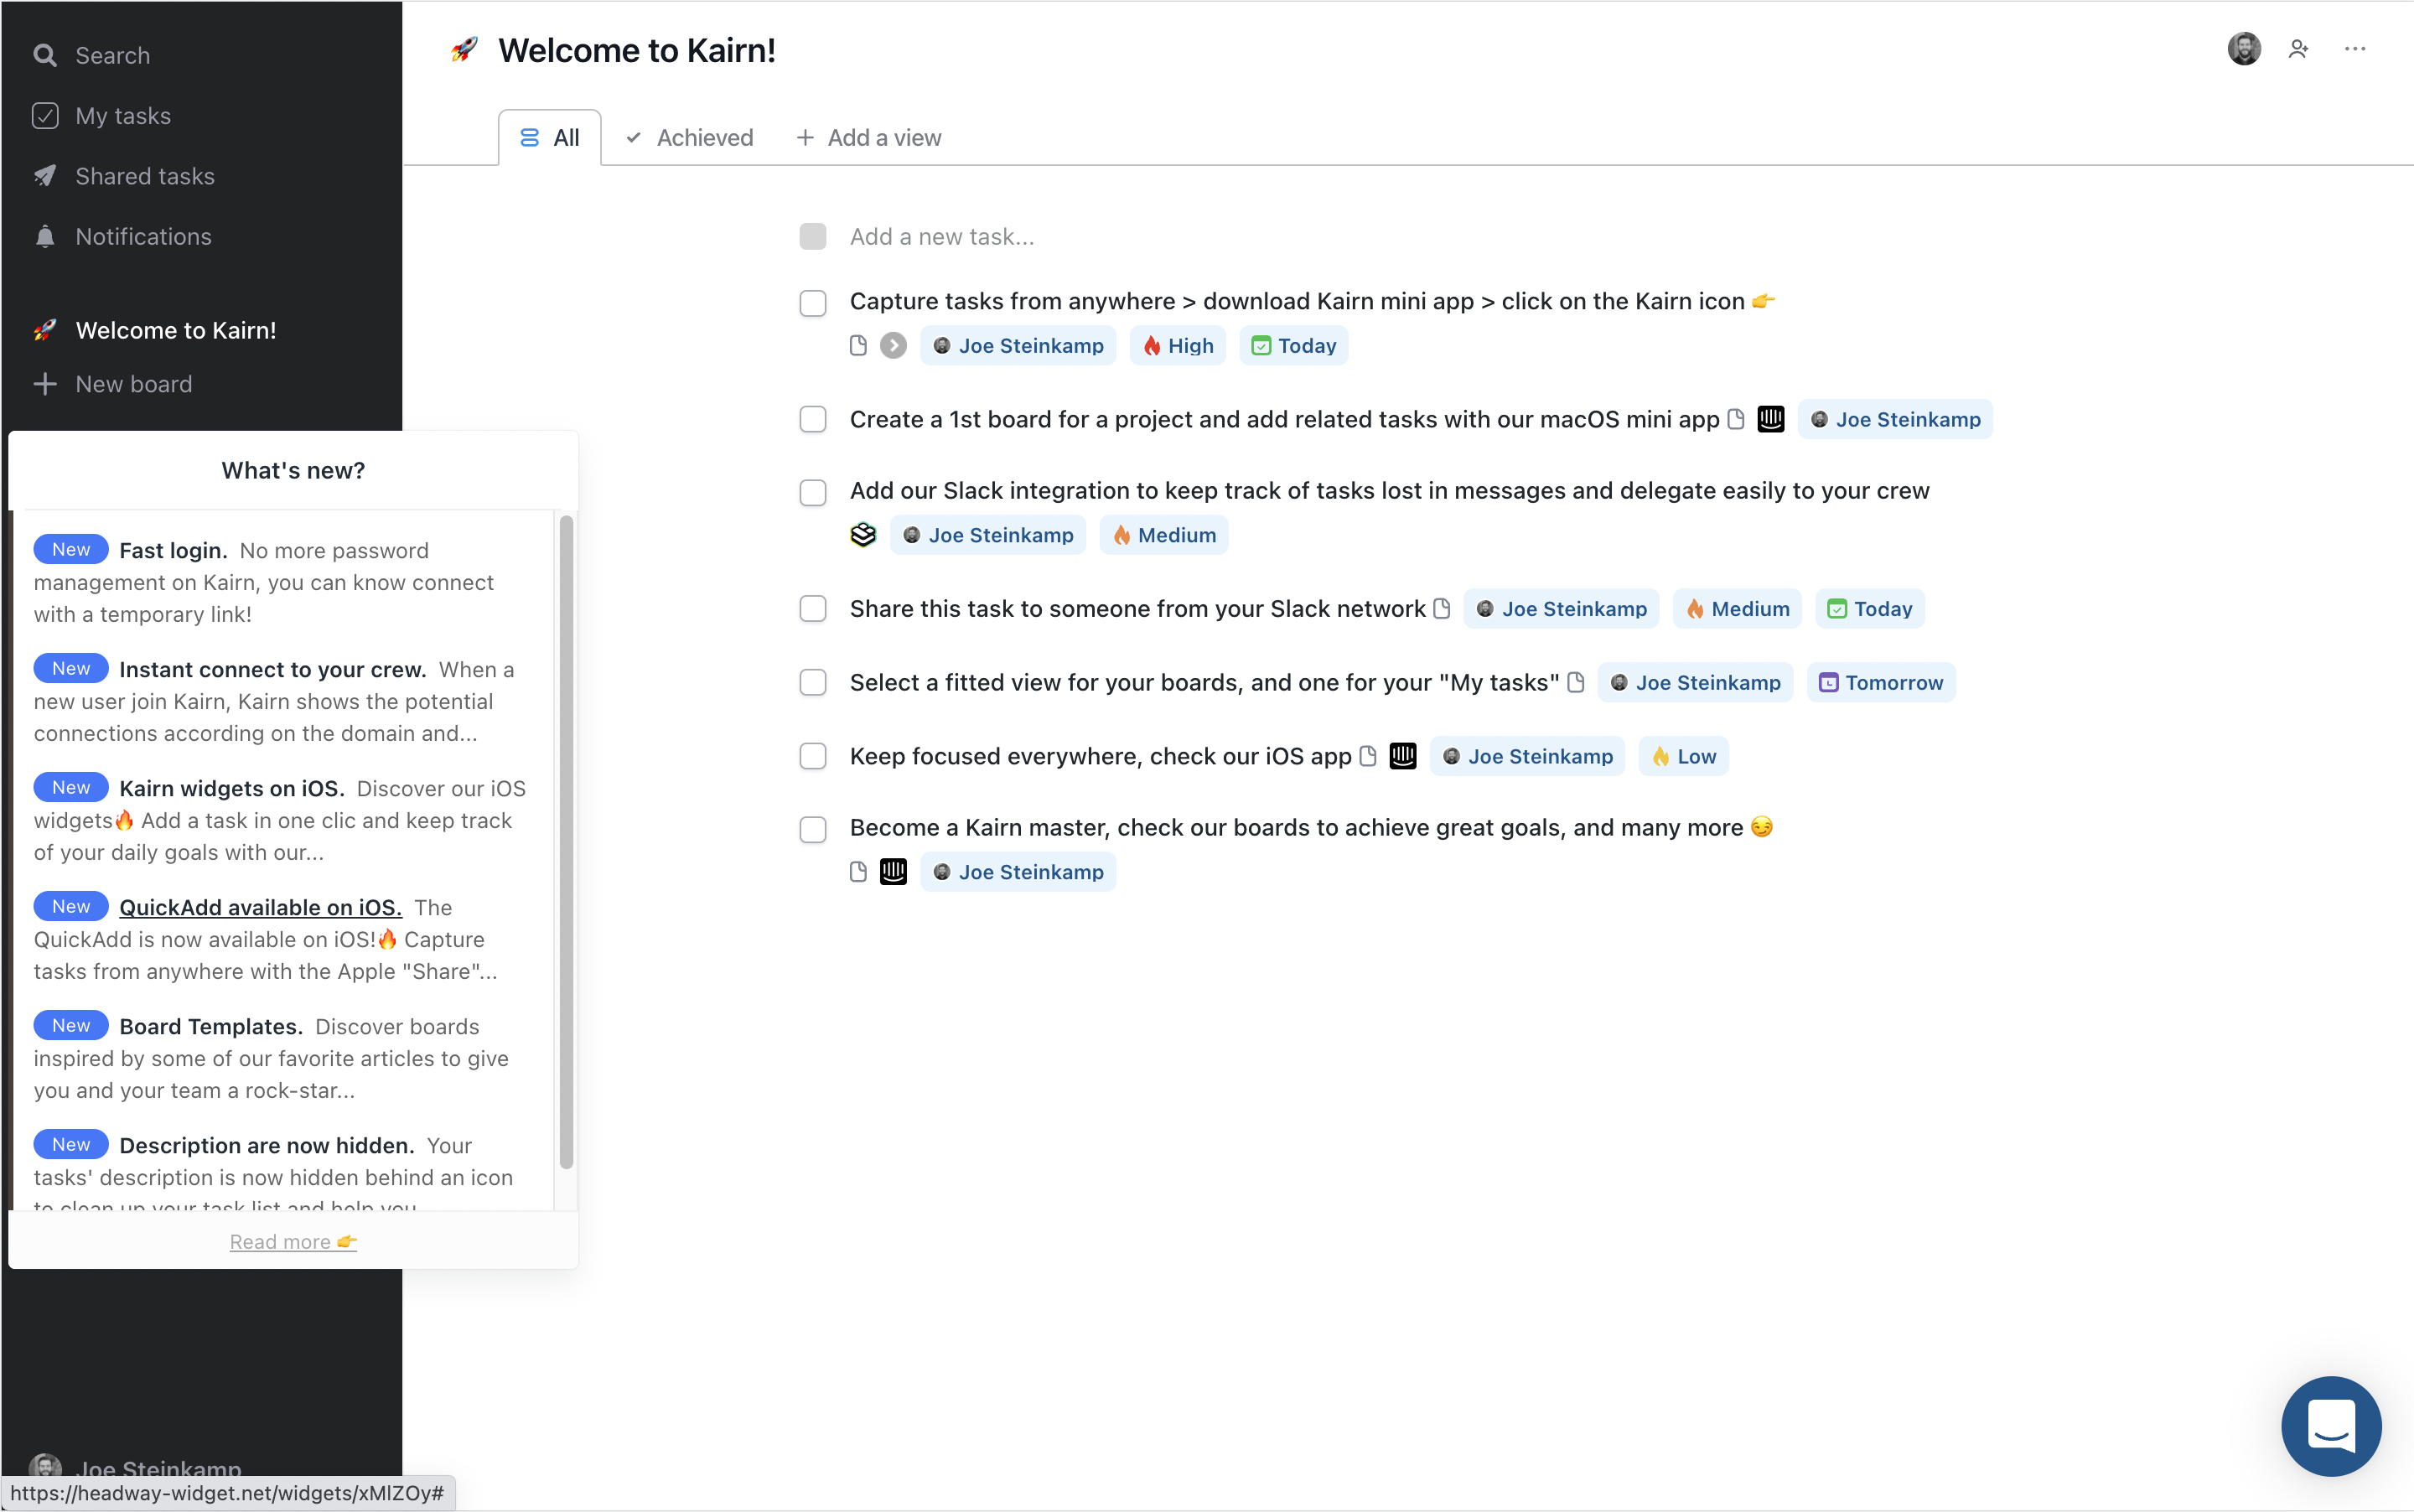 Search
My tasks
Shared tasks
Notifications
Welcome to Kairn!
New board
What's new?
New Fast login. No more password
management on Kairn, you can know connect
with a temporary link!
New Instant connect to your crew. When a
new user join Kairn, Kairn shows the potential
connections according on the domain and...
New Kairn widgets on iOS. Discover our iOS
widgets🔥 Add a task in one clic and keep track
of your daily goals with our...
New QuickAdd available on iOS. The
QuickAdd is now available on iOS!🔥 Capture
tasks from anywhere with the Apple "Share"...
New Board Templates. Discover boards
inspired by some of our favorite articles to give
you and your team a rock-star...
New Description are now hidden. Your
tasks' description is now hidden behind an icon
to clean up your task list and help you
Read more 👉
Joe Steinkamp
https://headway-widget.net/widgets/xMlZOy#
🚀 Welcome to Kairn!
All
Achieved
Add a view
Add a new task...
Capture tasks from anywhere > download Kairn mini app > click on the Kairn icon 👉
Joe Steinkamp High Today
Create a 1st board for a project and add related tasks with our macOS mini app Joe Steinkamp
Add our Slack integration to keep track of tasks lost in messages and delegate easily to your crew
Joe Steinkamp Medium
Share this task to someone from your Slack network Joe Steinkamp Medium Today
Select a fitted view for your boards, and one for your "My tasks" Joe Steinkamp Tomorrow
Keep focused everywhere, check our iOS app Joe Steinkamp Low
Become a Kairn master, check our boards to achieve great goals, and many more 😏
Joe Steinkamp